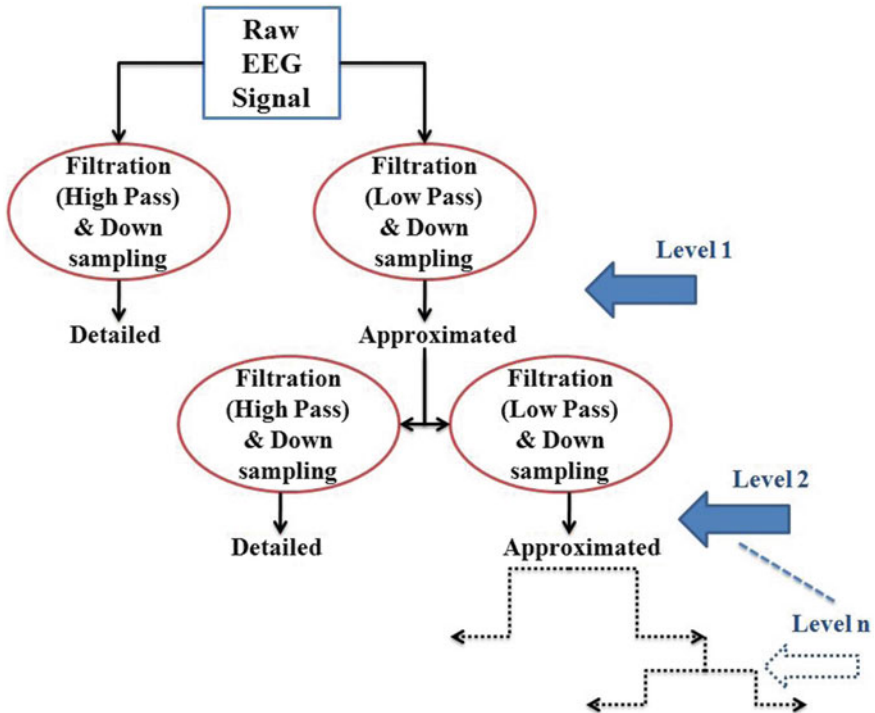 Raw
EEG
Signal
Filtration
(High Pass)
& Down
sampling
Filtration
(Low Pass)
& Down
sampling
Level 1
Detailed
Approximated
Filtration
(High Pass)
& Down
sampling
Filtration
(Low Pass)
& Down
sampling
Level 2
Detailed
Approximated
Level n